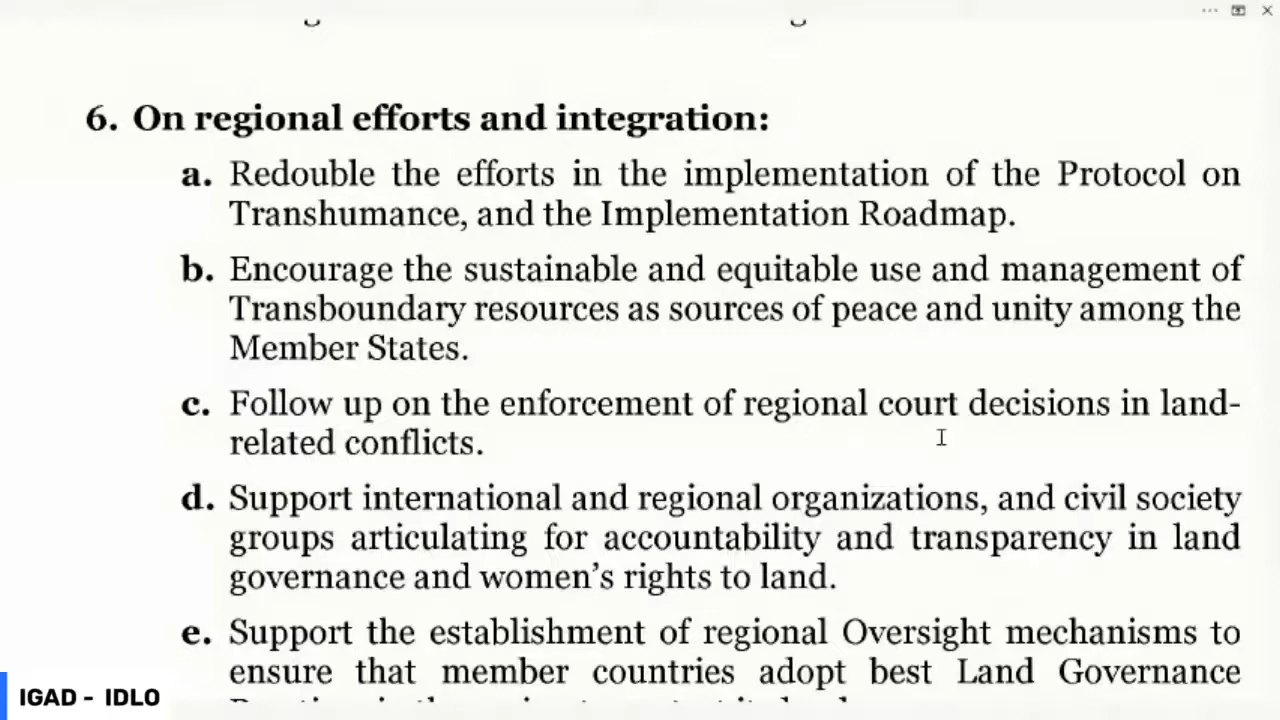 6. On regional efforts and integration:
a. Redouble the efforts in the implementation of the Protocol on
Transhumance, and the Implementation Roadmap.
b. Encourage the sustainable and equitable use and management of
Transboundary resources as sources of peace and unity among the
Member States.
c. Follow up on the enforcement of regional court decisions in land-
related conflicts.
d. Support international and regional organizations, and civil society
groups articulating for accountability and transparency in land
governance and women's rights to land.
e. Support the establishment of regional Oversight mechanisms to
ensure that member countries adopt best Land Governance
IGAD - IDLO